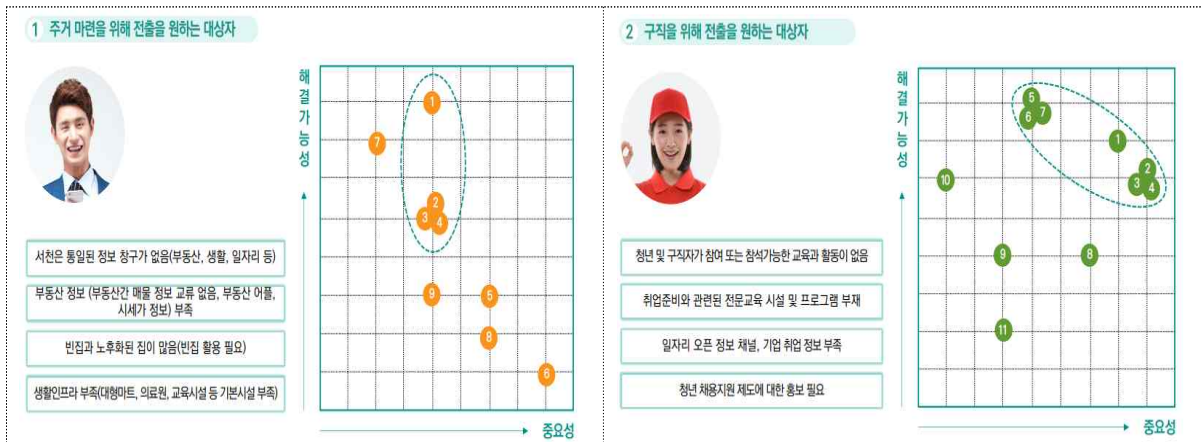 1 주거 마련을 위해 전출을 원하는 대상자
해결가능성
1
7
2
3
4
9
6
8
6
서천은 통일된 정보 창구가 없음(부동산, 생활, 일자리 등)
부동산 정보 (부동산간 매물 정보 교류 없음, 부동산 어플,
시세가 정보) 부족
빈집과 노후화된 집이 많음(빈집 활용 필요)
생활인프라 부족(대형마트, 의료원, 교육시설 등 기본시설 부족)
중요성
2 구직을 위해 전출을 원하는 대상자
해결가능성
5
7
6
1
2
3
4
10
9
8
11
청년 및 구직자가 참여 또는 참석가능한 교육과 활동이 없음
취업준비와 관련된 전문교육 시설 및 프로그램 부재
일자리 오픈 정보 채널, 기업 취업 정보 부족
청년 채용지원 제도에 대한 홍보 필요
중요성